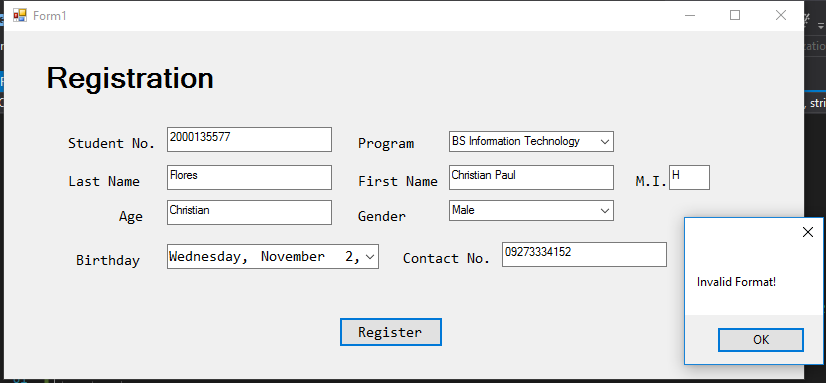 Form1
Registration
Student No. 2000135577 Program BS Information Technology
Last Name Flores First Name Christian Paul M.I. H
Age Christian Gender Male
Birthday Wednesday, November 2, Contact No. 09273334152
Invalid Format!
OK
Register
, stri